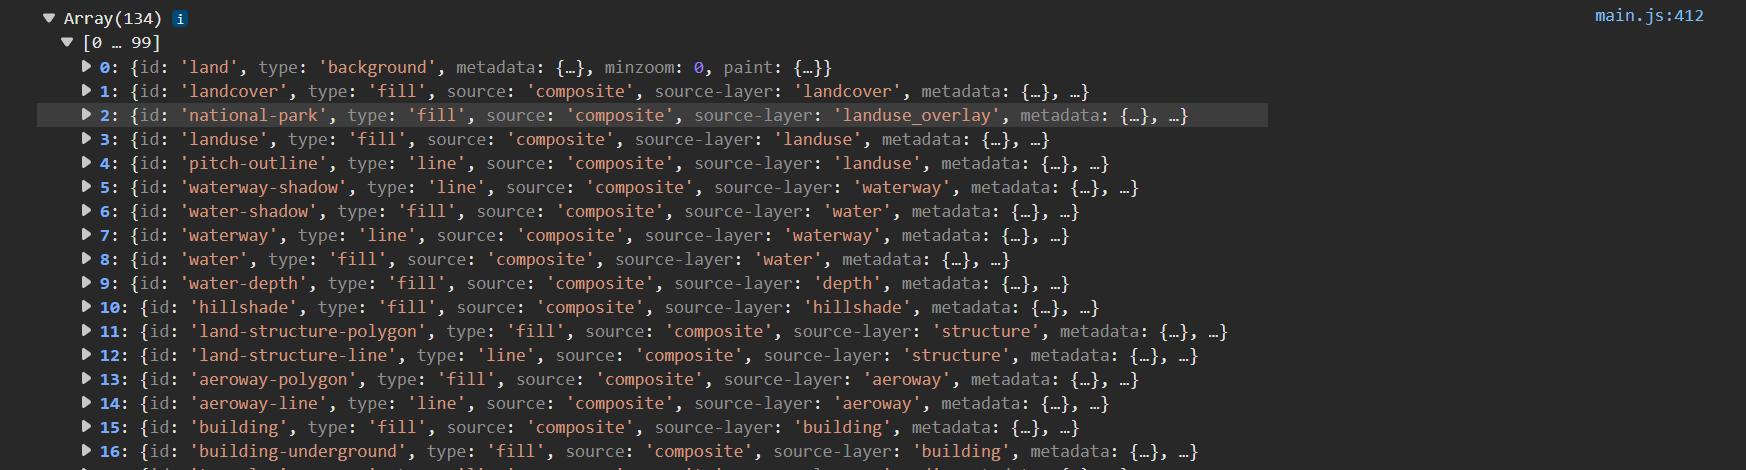 ▼ Array(134) i main.js:412
▼ [0 … 99]
▶ 0: {id: 'land', type: 'background', metadata: {…}, minzoom: 0, paint: {…}}
▶ 1: {id: 'landcover', type: 'fill', source: 'composite', source-layer: 'landcover', metadata: {…}, …}
▶ 2: {id: 'national-park', type: 'fill', source: 'composite', source-layer: 'landuse_overlay', metadata: {…}, …}
▶ 3: {id: 'landuse', type: 'fill', source: 'composite', source-layer: 'landuse', metadata: {…}, …}
▶ 4: {id: 'pitch-outline', type: 'line', source: 'composite', source-layer: 'landuse', metadata: {…}, …}
▶ 5: {id: 'waterway-shadow', type: 'line', source: 'composite', source-layer: 'waterway', metadata: {…}, …}
▶ 6: {id: 'water-shadow', type: 'fill', source: 'composite', source-layer: 'water', metadata: {…}, …}
▶ 7: {id: 'waterway', type: 'line', source: 'composite', source-layer: 'waterway', metadata: {…}, …}
▶ 8: {id: 'water', type: 'fill', source: 'composite', source-layer: 'water', metadata: {…}, …}
▶ 9: {id: 'water-depth', type: 'fill', source: 'composite', source-layer: 'depth', metadata: {…}, …}
▶ 10: {id: 'hillshade', type: 'fill', source: 'composite', source-layer: 'hillshade', metadata: {…}, …}
▶ 11: {id: 'land-structure-polygon', type: 'fill', source: 'composite', source-layer: 'structure', metadata: {…}, …}
▶ 12: {id: 'land-structure-line', type: 'line', source: 'composite', source-layer: 'structure', metadata: {…}, …}
▶ 13: {id: 'aeroway-polygon', type: 'fill', source: 'composite', source-layer: 'aeroway', metadata: {…}, …}
▶ 14: {id: 'aeroway-line', type: 'line', source: 'composite', source-layer: 'aeroway', metadata: {…}, …}
▶ 15: {id: 'building', type: 'fill', source: 'composite', source-layer: 'building', metadata: {…}, …}
▶ 16: {id: 'building-underground', type: 'fill', source: 'composite', source-layer: 'building', metadata: {…}, …}